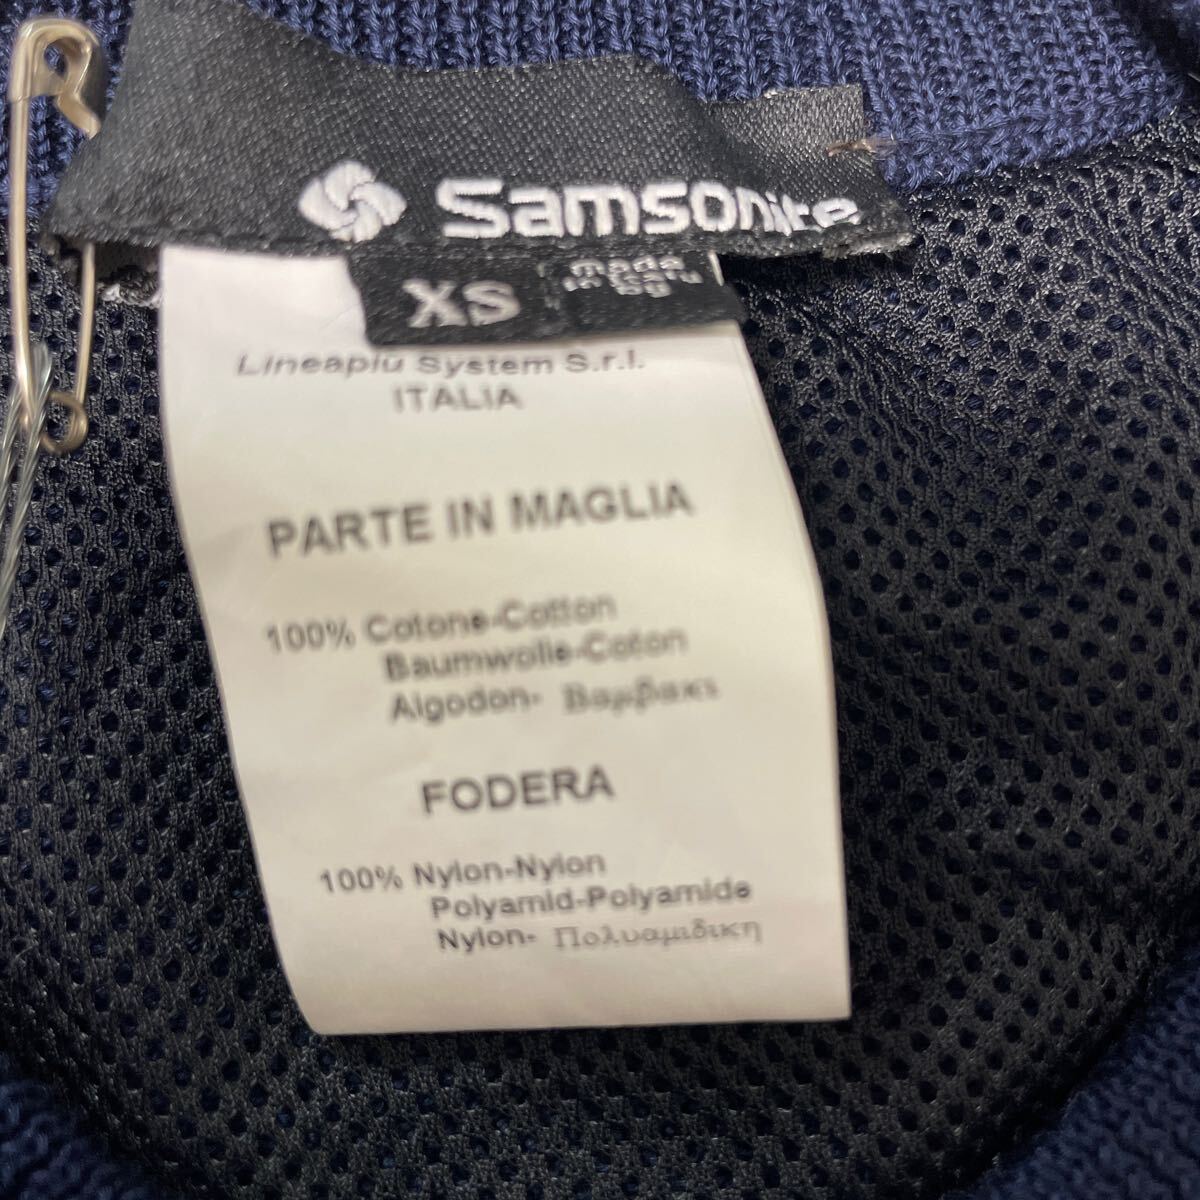 Samsonite
XS
made
Lineapiu System S.r.l.
ITALIA
PARTE IN MAGLIA
100% Cotone-Cotton
Baumwolle-Coton
Algodon- Βαμβακι
FODERA
100% Nylon-Nylon
Polyamid-Polyamide
Nylon- Πολυαμιδικη